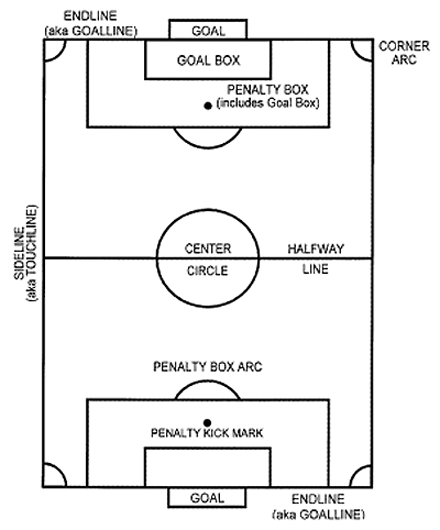 ENDLINE
(aka GOALLINE)
GOAL
CORNER
ARC
GOAL BOX
PENALTY BOX
(includes Goal Box)
SIDELINE
(aka TOUCHLINE)
CENTER
CIRCLE
HALFWAY
LINE
PENALTY BOX ARC
PENALTY KICK MARK
GOAL
ENDLINE
(aka GOALLINE)